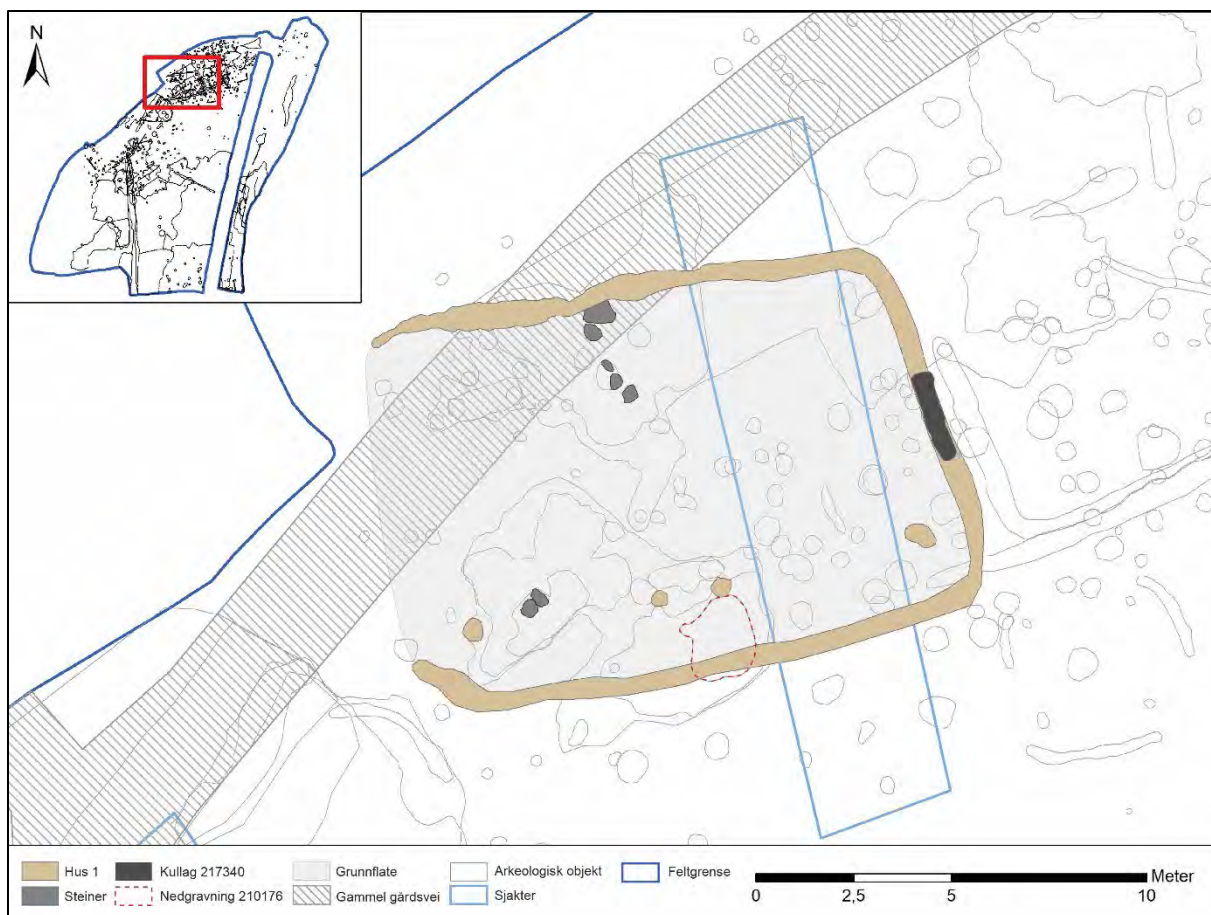 N
Hus 1
Kullag 217340
Grunnflate
Arkeologisk objekt
Feltgrense
Meter
Steiner
Nedgravning 210176
Gammel gårdsvei
Sjakter
0
2,5
5
10